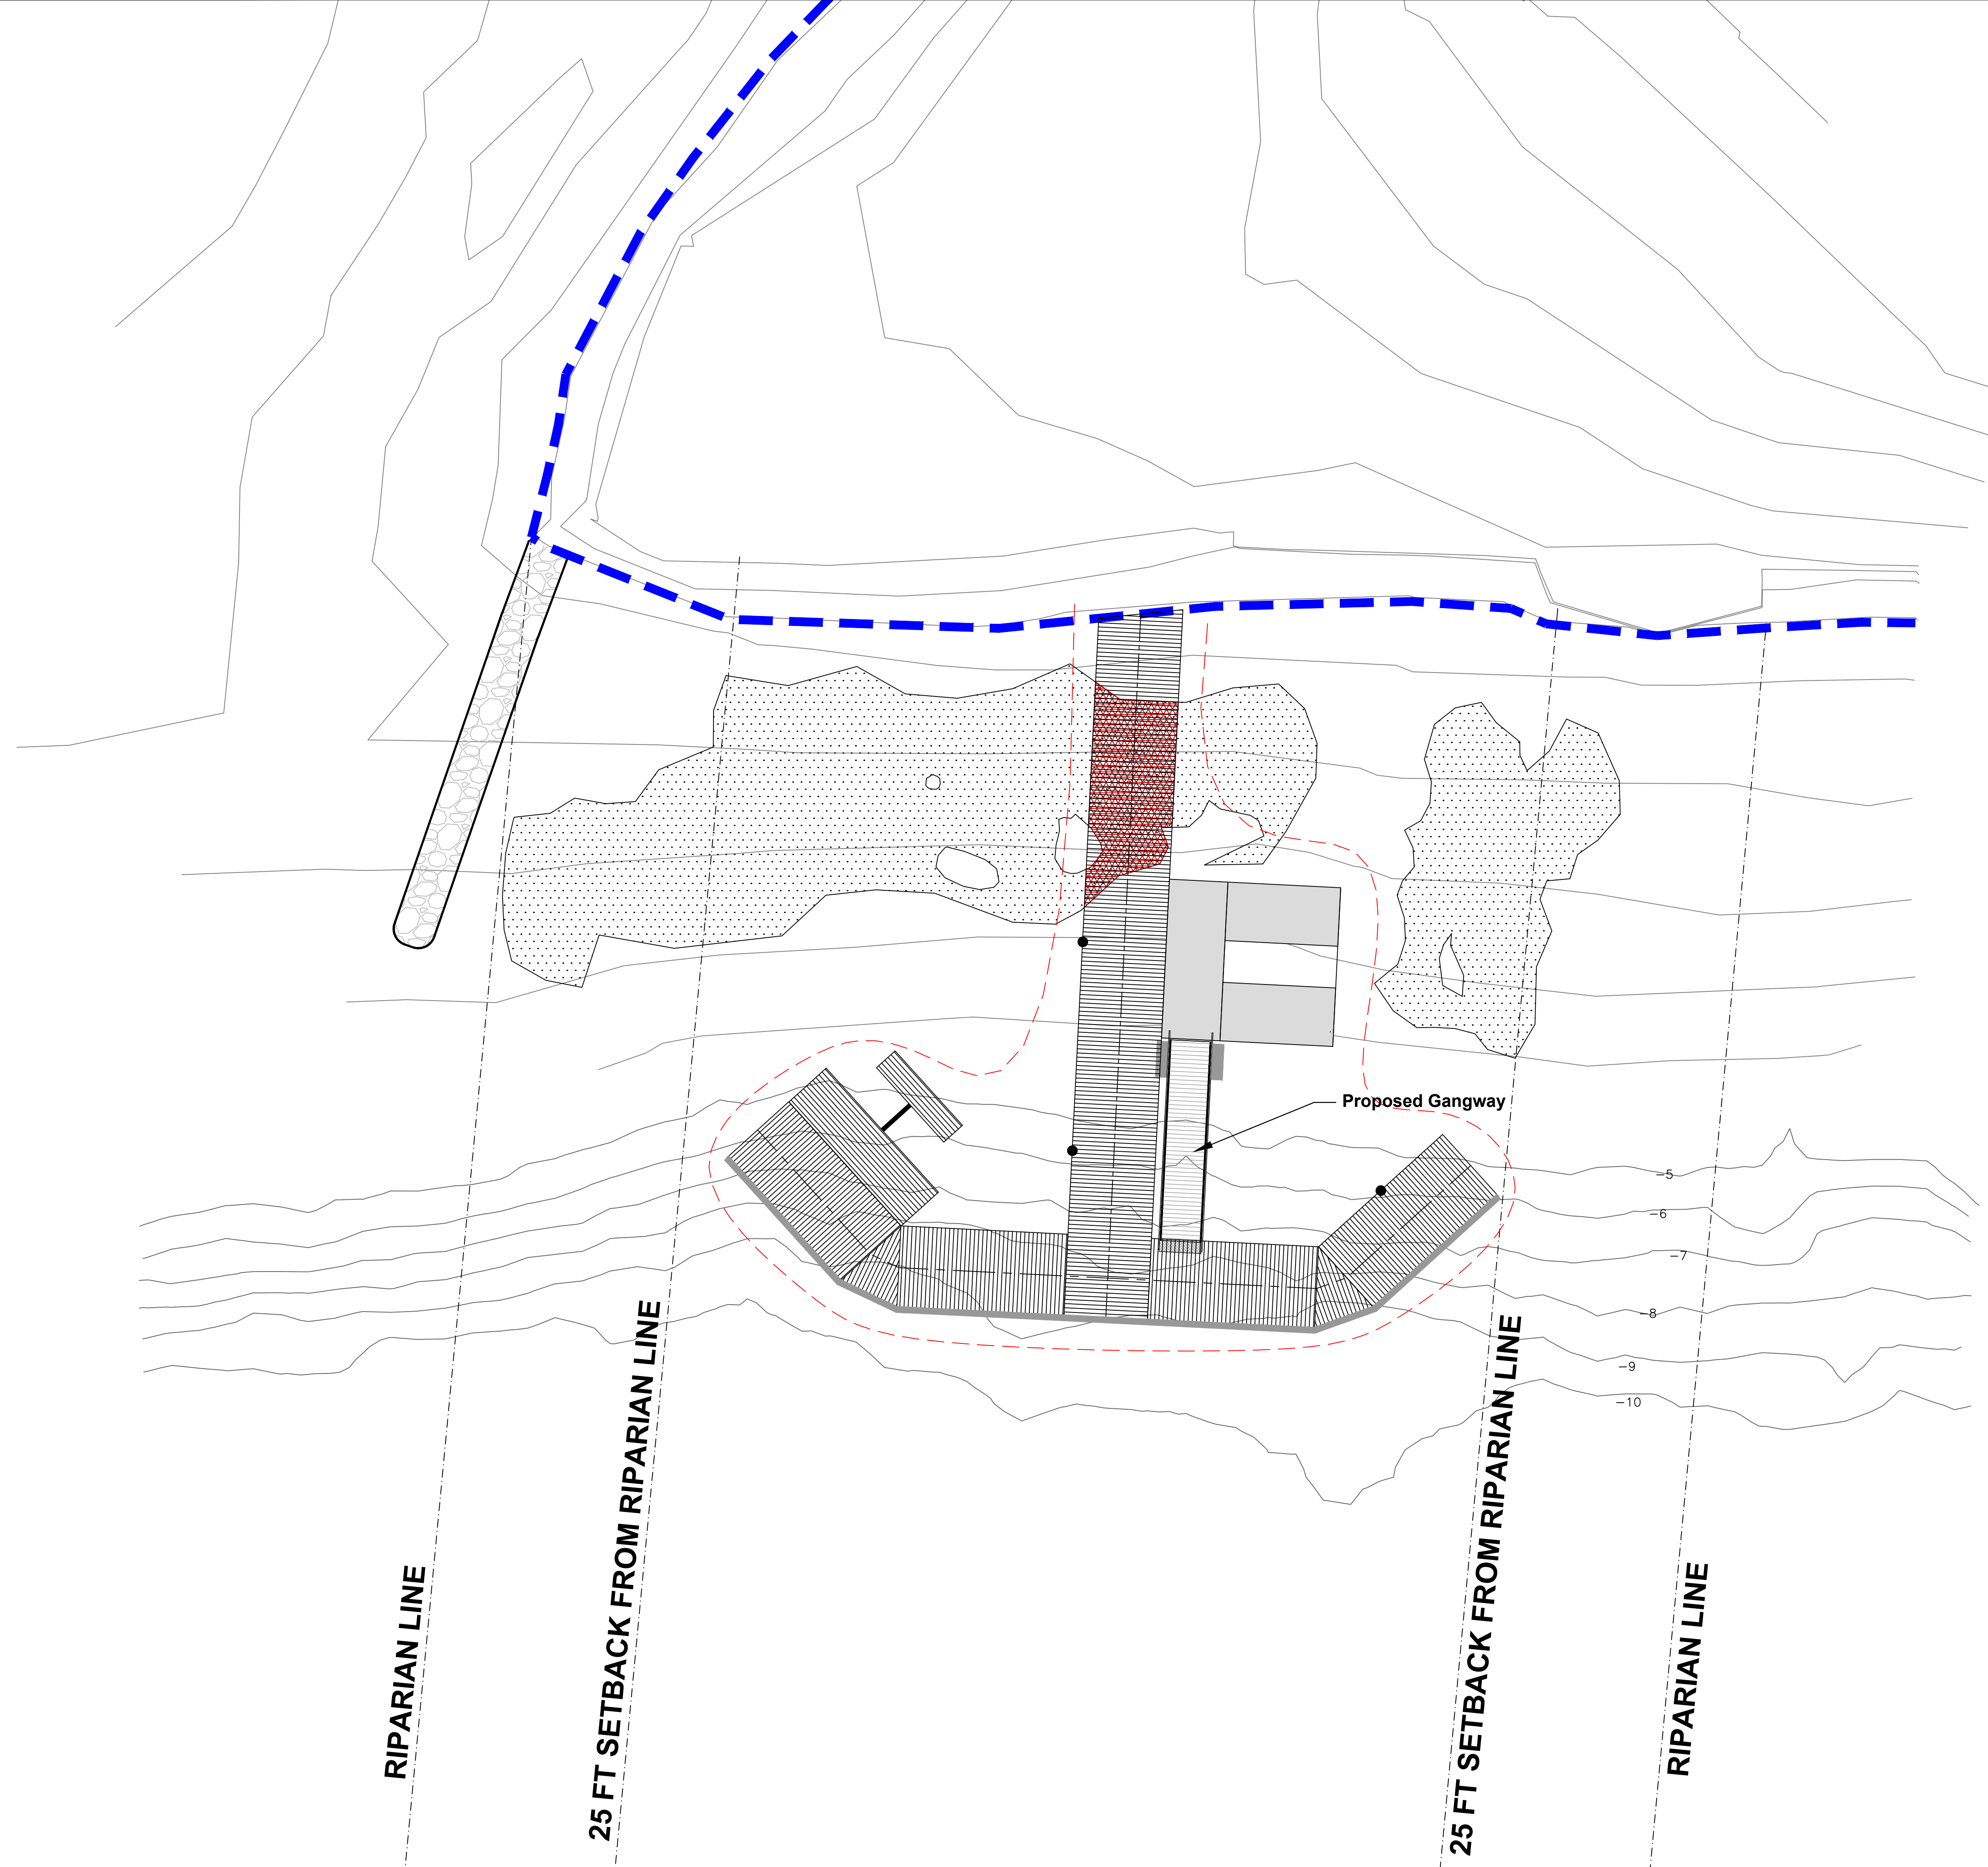 Proposed Gangway
-5
-6
-7
-8
-9
-10
RIPARIAN LINE
25 FT SETBACK FROM RIPARIAN LINE
25 FT SETBACK FROM RIPARIAN LINE
RIPARIAN LINE